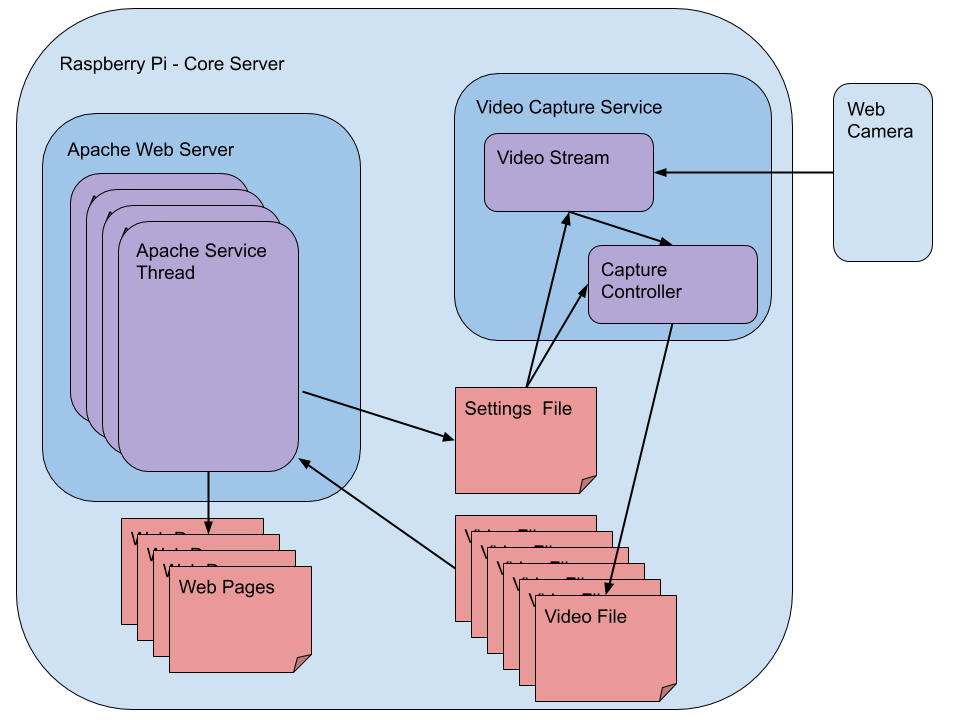 Raspberry Pi - Core Server
Video Capture Service
Web
Camera
Apache Web Server
Video Stream
Apache Service
Thread
Capture
Controller
Settings  File
Web Pages
Video File